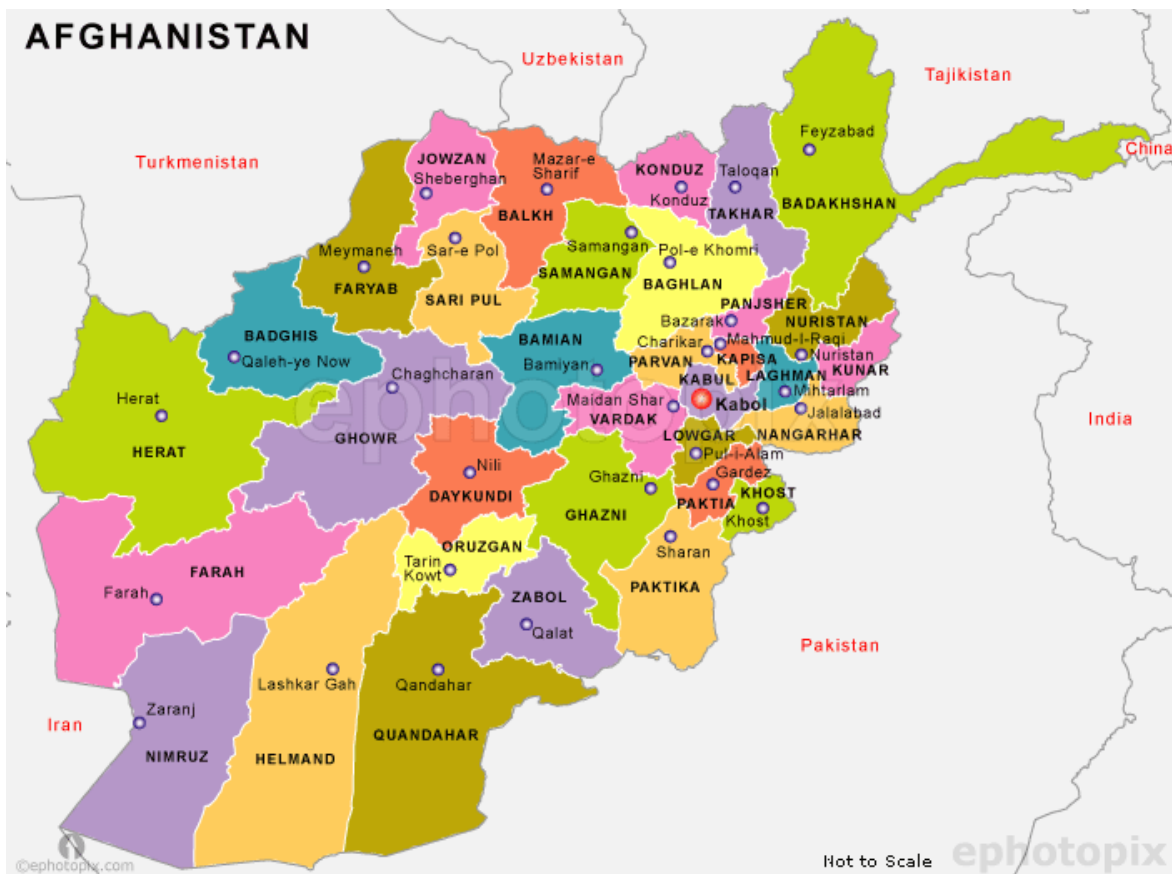 AFGHANISTAN
Uzbekistan
Tajikistan
Turkmenistan
China
Feyzabad
BADAKHSHAN
JOWZAN
Sheberghan
Mazar-e
Sharif
BALKH
KONDUZ
Konduz
Taloqan
TAKHAR
Meymaneh
FARYAB
Sar-e Pol
SARI PUL
Samangan
SAMANGAN
Pol-e Khomri
BAGHLAN
PANJSHER
Bazarak
NURISTAN
Nuristan
BADGHIS
Qaleh-ye Now
BAMIAN
Bamiyan
Charikar
PARVAN
Mahmud-I-Raqi
KAPISA
KABUL
Kabol
LAGHMAN
Mihtarlam
KUNAR
Herat
HERAT
Chaghcharan
GHOWR
ephotopix
Maidan Shar
VARDAK
Jalalabad
NANGARHAR
LOWGAR
Pul-i-Alam
Nili
DAYKUNDI
Ghazni
GHAZNI
Gardez
PAKTIA
KHOST
Khost
India
ORUZGAN
Tarin
Kowt
Sharan
PAKTIKA
FARAH
Farah
ZABOL
Qalat
Pakistan
Iran
Zaranj
NIMRUZ
Lashkar Gah
HELMAND
Qandahar
QUANDAHAR
©ephotopix.com
Not to Scale
ephotopix